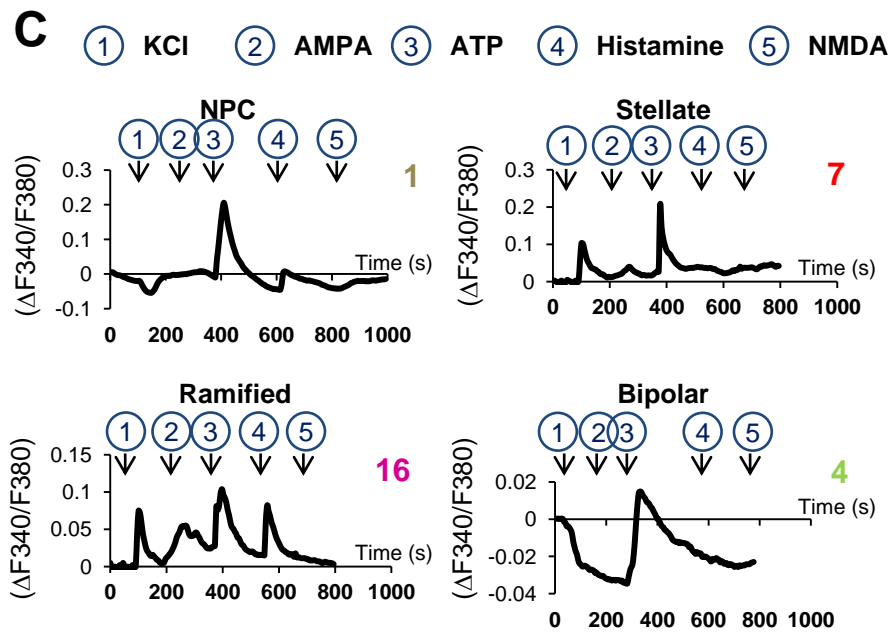 C
1 KCl 2 AMPA 3 ATP 4 Histamine 5 NMDA
NPC
1 2 3 4 5
1
(ΔF340/F380)
0.3
0.2
0.1
0
-0.1
Time (s)
0 200 400 600 800 1000
Stellate
1 2 3 4 5
7
(ΔF340/F380)
0.3
0.2
0.1
0
Time (s)
0 200 400 600 800 1000
Ramified
1 2 3 4 5
16
(ΔF340/F380)
0.15
0.1
0.05
0
Time (s)
0 200 400 600 800 1000
Bipolar
1 2 3 4 5
4
(ΔF340/F380)
0.02
0
-0.02
-0.04
Time (s)
0 200 400 600 800 1000